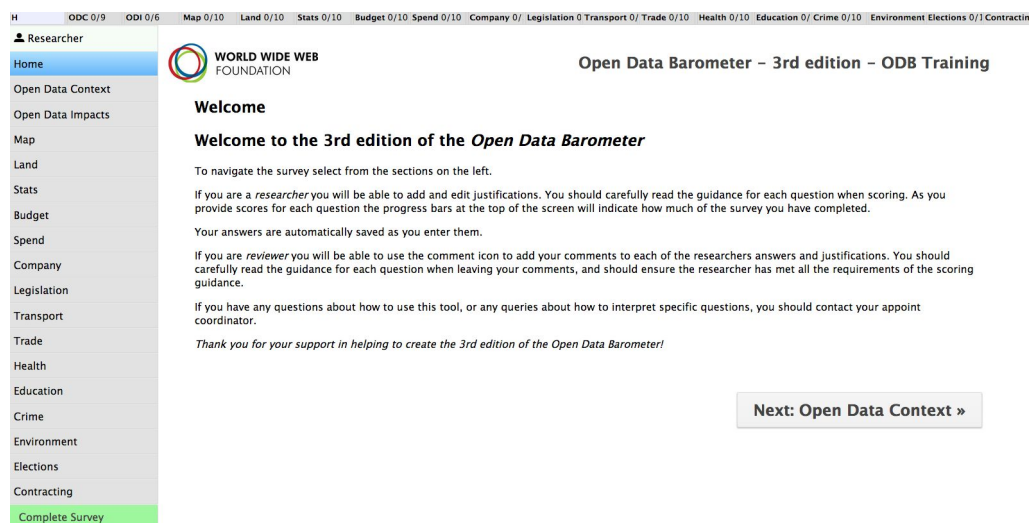 H ODC 0/9 ODI 0/6 Map 0/10 Land 0/10 Stats 0/10 Budget 0/10 Spend 0/10 Company 0/ Legislation 0 Transport 0/ Trade 0/10 Health 0/10 Education 0/ Crime 0/10 Environment Elections 0/1 Contractin
Researcher
Home
Open Data Context
Open Data Impacts
Map
Land
Stats
Budget
Spend
Company
Legislation
Transport
Trade
Health
Education
Crime
Environment
Elections
Contracting
Complete Survey
WORLD WIDE WEB
FOUNDATION
Open Data Barometer – 3rd edition – ODB Training
Welcome
Welcome to the 3rd edition of the Open Data Barometer
To navigate the survey select from the sections on the left.
If you are a researcher you will be able to add and edit justifications. You should carefully read the guidance for each question when scoring. As you
provide scores for each question the progress bars at the top of the screen will indicate how much of the survey you have completed.
Your answers are automatically saved as you enter them.
If you are reviewer you will be able to use the comment icon to add your comments to each of the researchers answers and justifications. You should
carefully read the guidance for each question when leaving your comments, and should ensure the researcher has met all the requirements of the scoring
guidance.
If you have any questions about how to use this tool, or any queries about how to interpret specific questions, you should contact your appoint
coordinator.
Thank you for your support in helping to create the 3rd edition of the Open Data Barometer!
Next: Open Data Context »